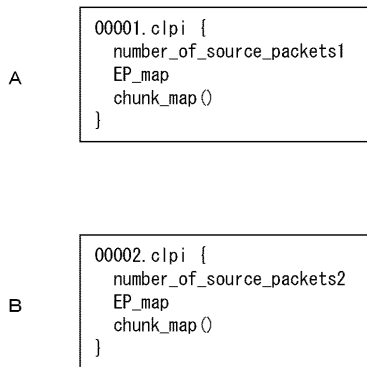 00001.clpi {
number_of_source_packets1
A
EP_map
chunk_map()
}
00002.clpi {
number_of_source_packets2
B
EP_map
chunk_map()
}